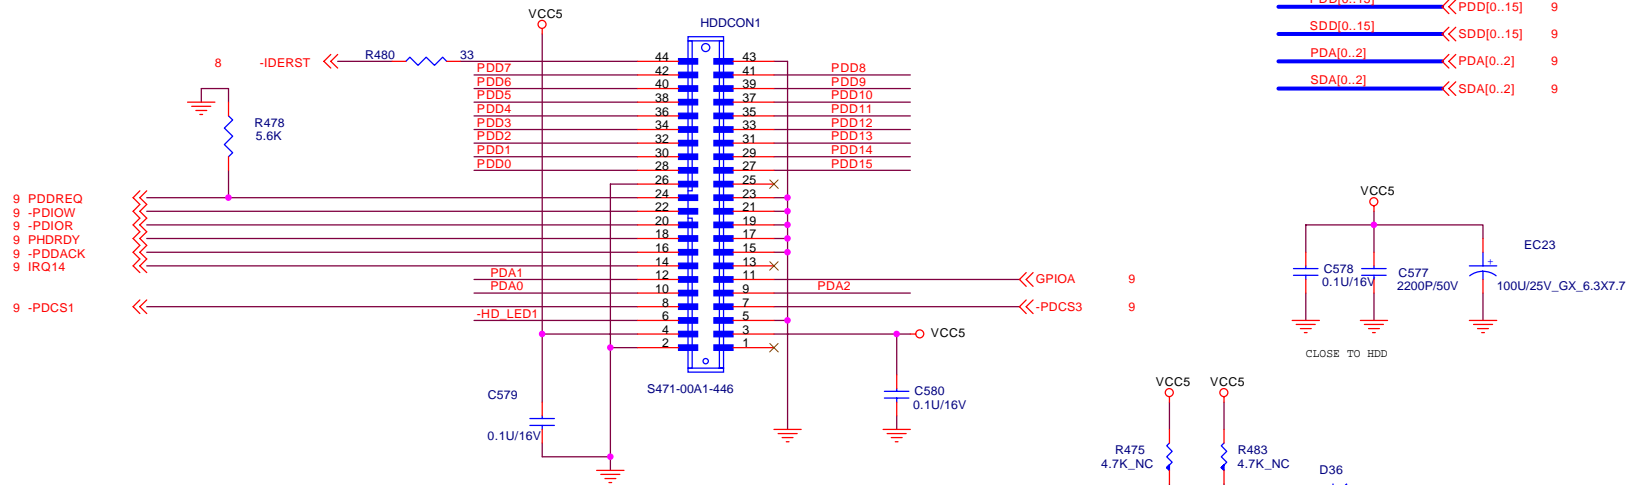 VCC5
HDDCON1
PDD[0..15] 9
SDD[0..15] SDD[0..15] 9
PDA[0..2] PDA[0..2] 9
SDA[0..2] SDA[0..2] 9
8 -IDERST R480 33 44 43
PDD7 42 41 PDD8
PDD6 40 39 PDD9
PDD5 38 37 PDD10
PDD4 36 35 PDD11
PDD3 34 33 PDD12
PDD2 32 31 PDD13
PDD1 30 29 PDD14
PDD0 28 27 PDD15
R478
5.6K
26 25
9 PDDREQ 24 23
9 -PDIOW 22 21
9 -PDIOR 20 19
9 PHDRDY 18 17
9 -PDDACK 16 15
9 IRQ14 14 13
PDA1 12 11 GPIOA 9
PDA0 10 9 PDA2
9 -PDCS1 8 7 -PDCS3 9
-HD_LED1 6 5
4 3 VCC5
2 1
S471-00A1-446
C579
0.1U/16V
C580
0.1U/16V
VCC5
C578
0.1U/16V
C577
2200P/50V
EC23
+
100U/25V_GX_6.3X7.7
CLOSE TO HDD
VCC5 VCC5
R475
4.7K_NC
R483
4.7K_NC
D36